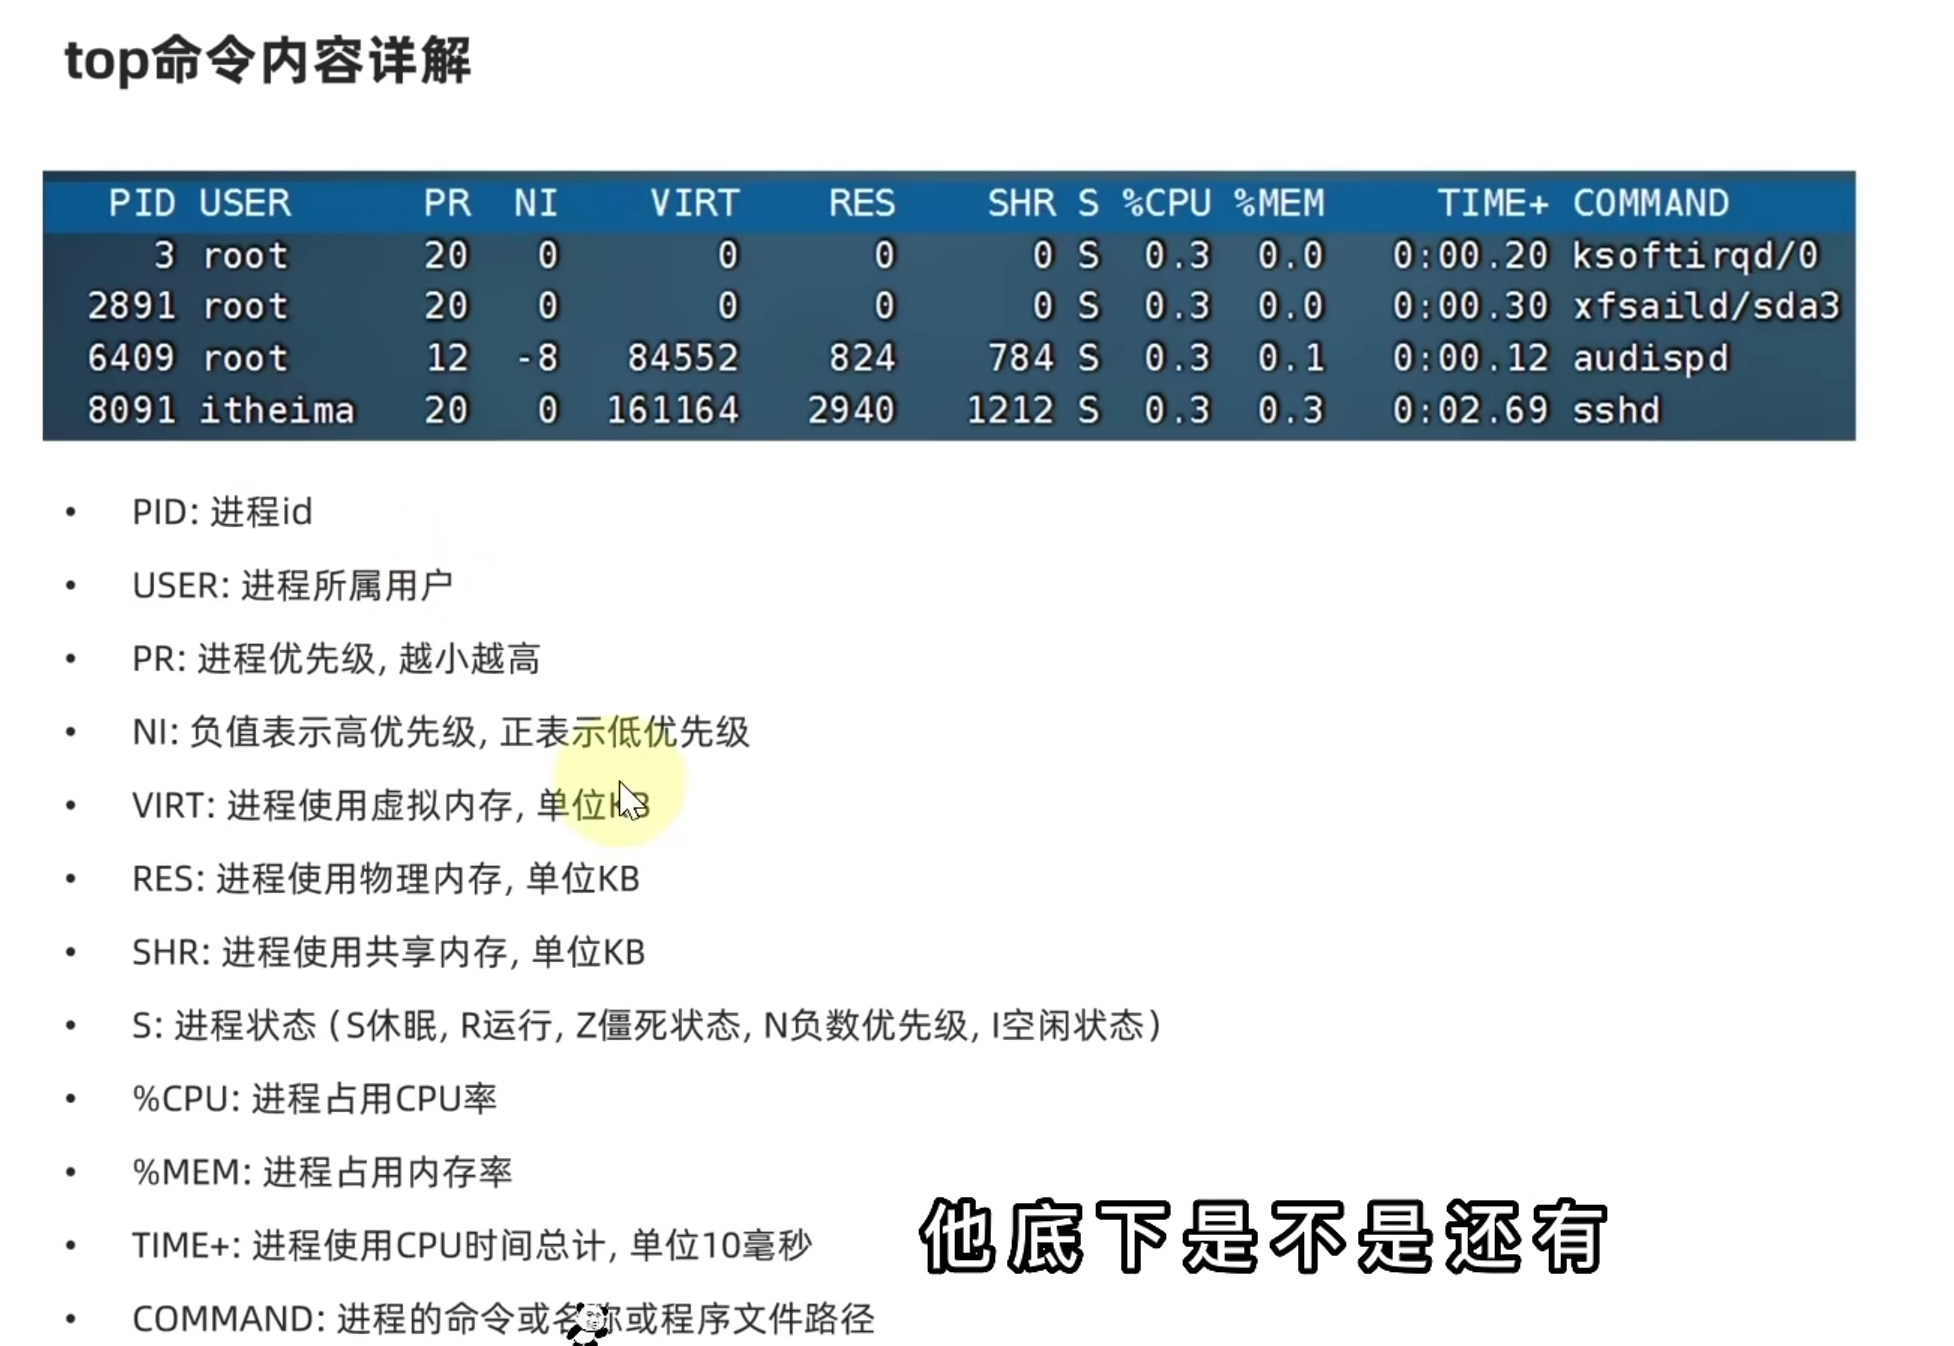 top命令内容详解
PID USER PR NI VIRT RES SHR S %CPU %MEM TIME+ COMMAND
3 root 20 0 0 0 0 S 0.3 0.0 0:00.20 ksoftirqd/0
2891 root 20 0 0 0 0 S 0.3 0.0 0:00.30 xfsaild/sda3
6409 root 12 -8 84552 824 784 S 0.3 0.1 0:00.12 audispd
8091 itheima 20 0 161164 2940 1212 S 0.3 0.3 0:02.69 sshd
• PID: 进程id
• USER: 进程所属用户
• PR: 进程优先级, 越小越高
• NI: 负值表示高优先级, 正表示低优先级
• VIRT: 进程使用虚拟内存, 单位KB
• RES: 进程使用物理内存, 单位KB
• SHR: 进程使用共享内存, 单位KB
• S: 进程状态 (S休眠, R运行, Z僵死状态, N负数优先级, I空闲状态)
• %CPU: 进程占用CPU率
• %MEM: 进程占用内存率
• TIME+: 进程使用CPU时间总计, 单位10毫秒
他底下是不是还有
• COMMAND: 进程的命令或名称或程序文件路径